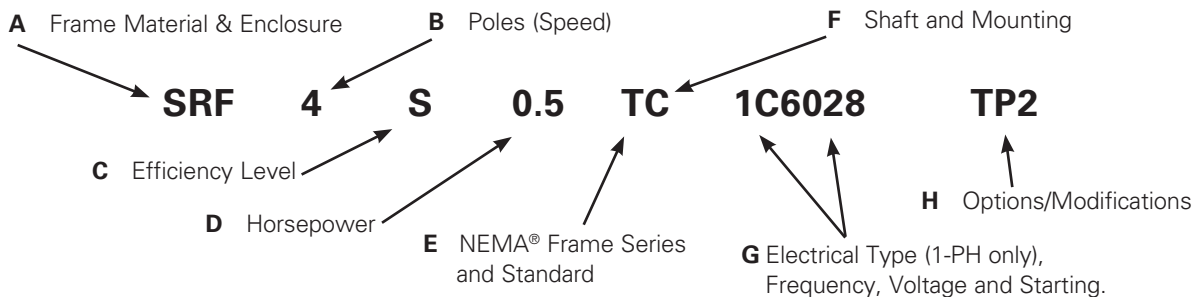 A Frame Material & Enclosure
B Poles (Speed)
F Shaft and Mounting
SRF 4 S 0.5 TC 1C6028 TP2
C Efficiency Level
D Horsepower
E NEMA® Frame Series
and Standard
G Electrical Type (1-PH only),
Frequency, Voltage and Starting.
H Options/Modifications